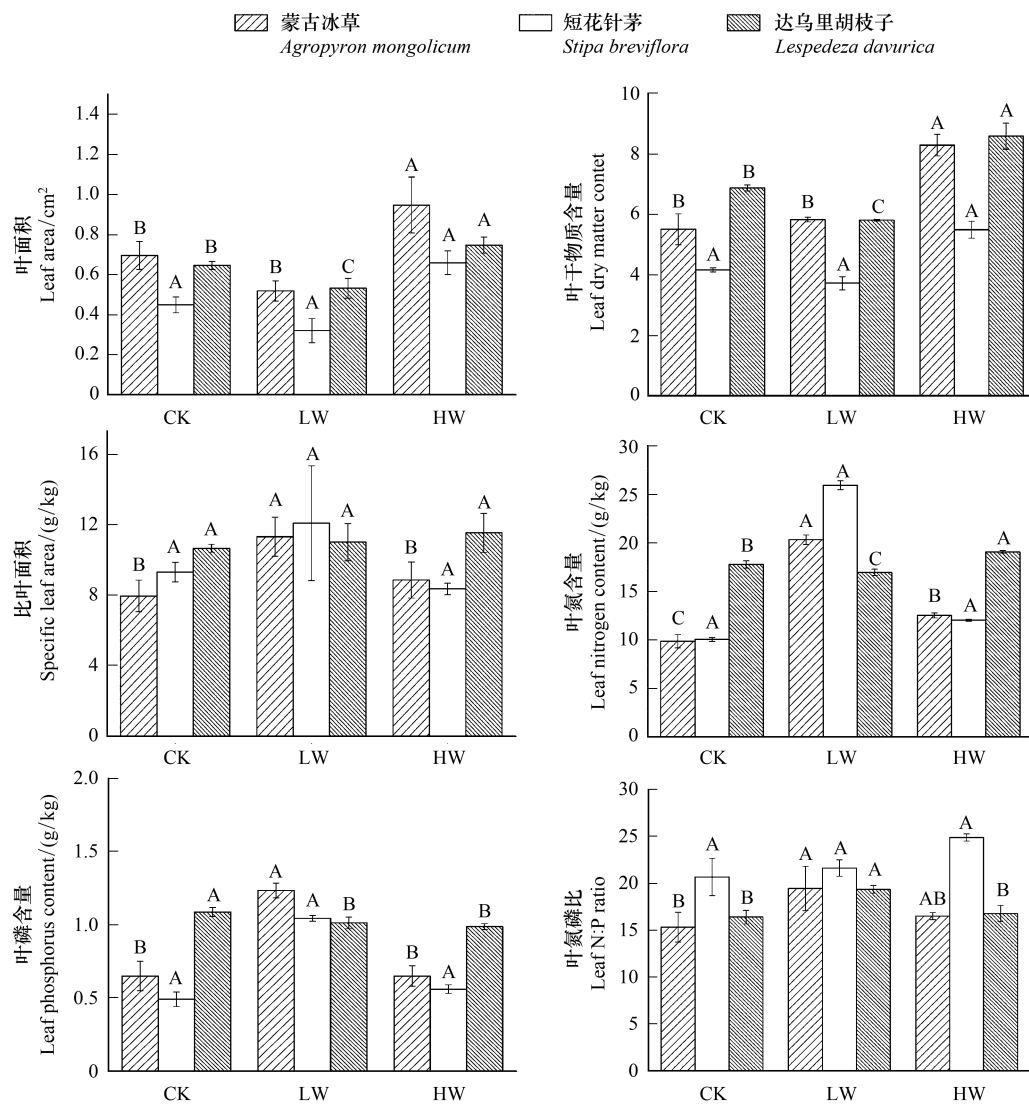 蒙古冰草
Agropyron mongolicum
短花针茅
Stipa breviflora
达乌里胡枝子
Lespedeza davurica
叶面积
Leaf area/cm²
1.4
1.2
1.0
0.8
0.6
0.4
0.2
0
B
A
B
B
A
C
A
A
A
CK
LW
HW
叶干物质含量
Leaf dry matter contet
10
8
6
4
2
0
B
A
B
B
A
C
A
A
A
CK
LW
HW
比叶面积
Specific leaf area/(g/kg)
16
12
8
4
0
B
A
A
A
A
A
B
A
A
CK
LW
HW
叶氮含量
Leaf nitrogen content/(g/kg)
30
25
20
15
10
5
0
C
A
B
A
A
C
B
A
A
CK
LW
HW
叶磷含量
Leaf phosphorus content/(g/kg)
2.0
1.5
1.0
0.5
0
B
A
A
A
A
B
B
A
B
CK
LW
HW
叶氮磷比
Leaf N:P ratio
30
25
20
15
10
5
0
B
A
B
A
A
A
AB
A
B
CK
LW
HW